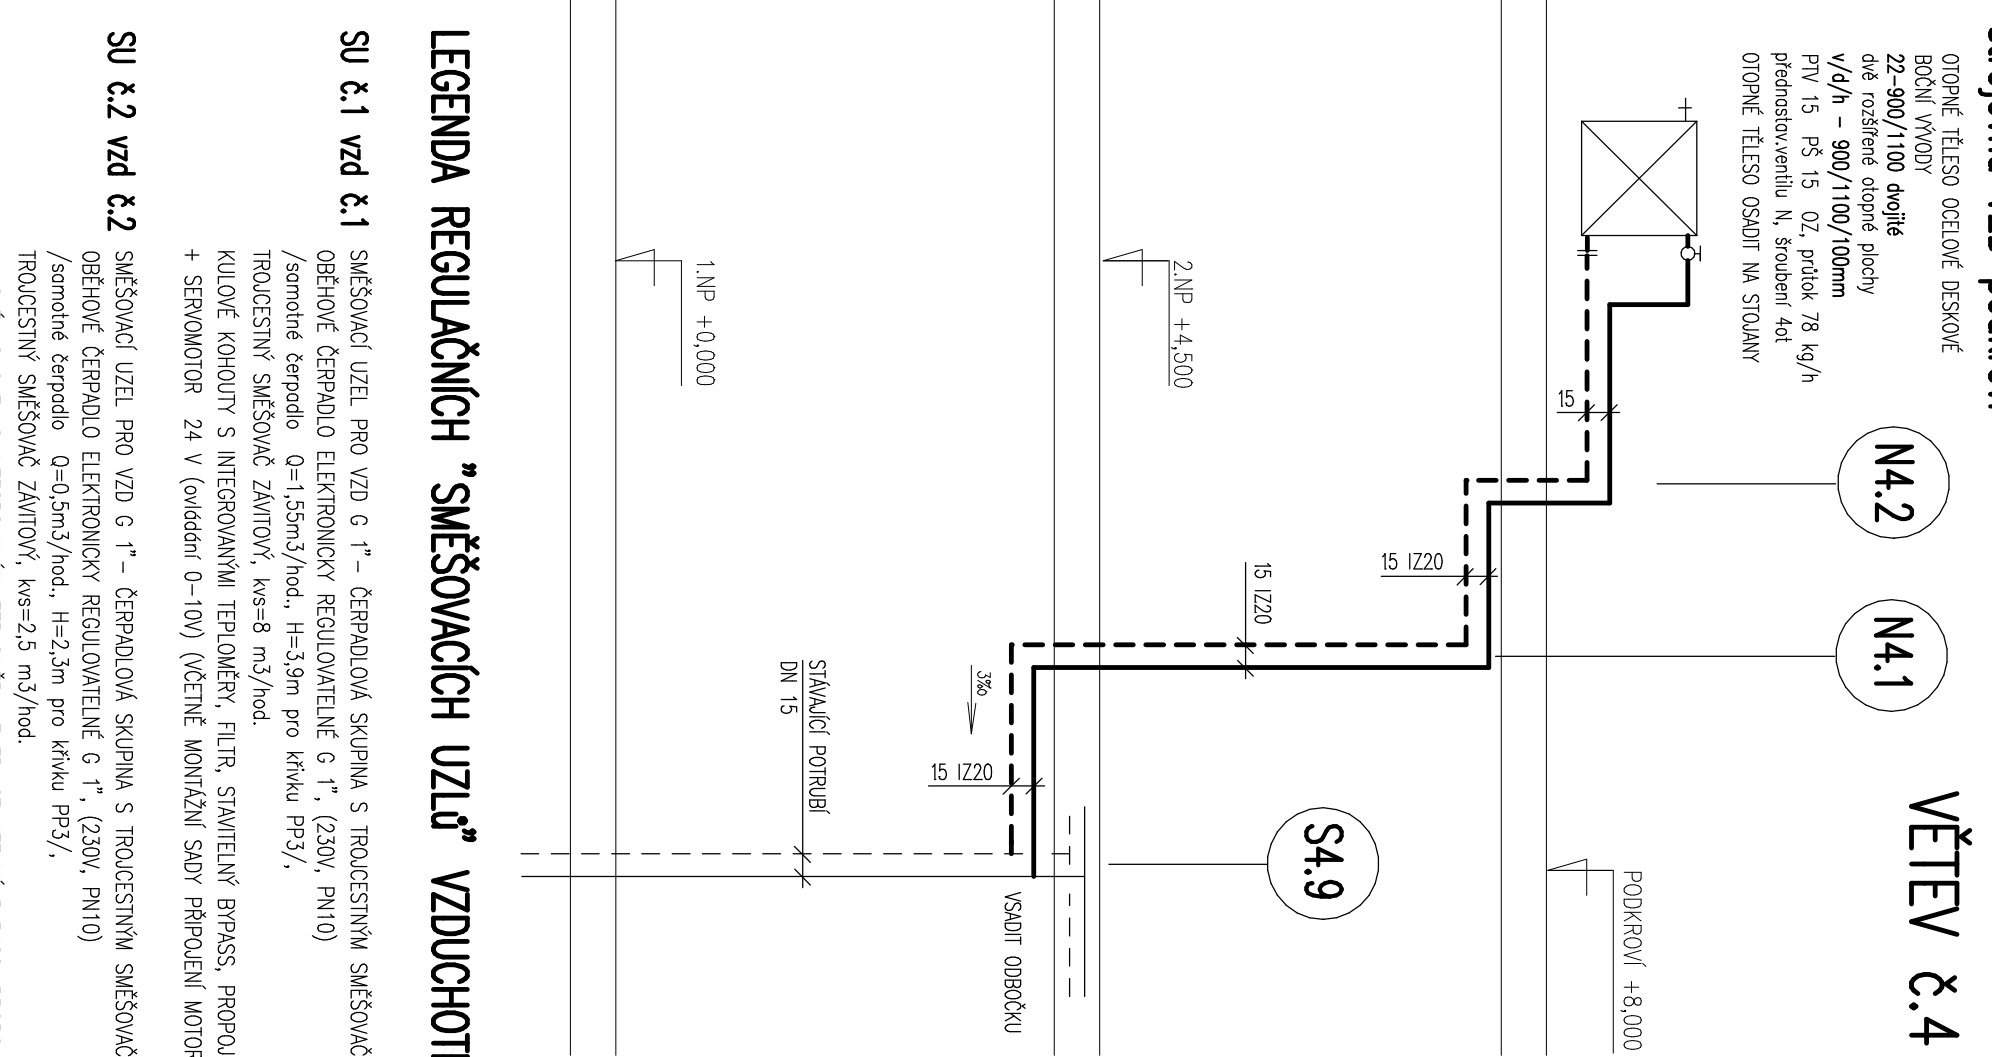 OTOPNÉ TĚLESO OCELOVÉ DESKOVÉ
BOČNÍ VÝVODY
22-900/1100 dvojité
dvě rozšířené otopné plochy
v/d/h - 900/1100/100mm
PTV 15 PŠ 15 OZ, průtok 78 kg/h
přednastav.ventilu N, šroubení 4ot
OTOPNÉ TĚLESO OSADIT NA STOJANY
VĚTEV č.4
N4.2
N4.1
S4.9
PODKROVÍ +8,000
15
15 IZ20
15 IZ20
2.NP +4,500
3‰
15 IZ20
VSADIT ODBOČKU
STÁVAJÍCÍ POTRUBÍ
DN 15
1.NP +0,000
LEGENDA REGULAČNÍCH "SMĚŠOVACÍCH UZLů" VZDUCHOT
SU č.1 vzd č.1
SMĚŠOVACÍ UZEL PRO VZD G 1"- ČERPADLOVÁ SKUPINA S TROJCESTNÝM SMĚŠOVAČ
OBĚHOVÉ ČERPADLO ELEKTRONICKY REGULOVATELNÉ G 1", (230V, PN10)
/samotné čerpadlo Q=1,55m3/hod., H=3,9m pro křivku PP3/,
TROJCESTNÝ SMĚŠOVAČ ZÁVITOVÝ, kvs=8 m3/hod.
KULOVÉ KOHOUTY S INTEGROVANÝMI TEPLOMĚRY, FILTR, STAVITELNÝ BYPASS, PROPOJ
+ SERVOMOTOR 24 V (ovládání 0-10V) (VČETNĚ MONTÁŽNÍ SADY PŘIPOJENÍ MOTOR
SU č.2 vzd č.2
SMĚŠOVACÍ UZEL PRO VZD G 1"- ČERPADLOVÁ SKUPINA S TROJCESTNÝM SMĚŠOVAČ
OBĚHOVÉ ČERPADLO ELEKTRONICKY REGULOVATELNÉ G 1", (230V, PN10)
/samotné čerpadlo Q=0,5m3/hod., H=2,3m pro křivku PP3/,
TROJCESTNÝ SMĚŠOVAČ ZÁVITOVÝ, kvs=2,5 m3/hod.